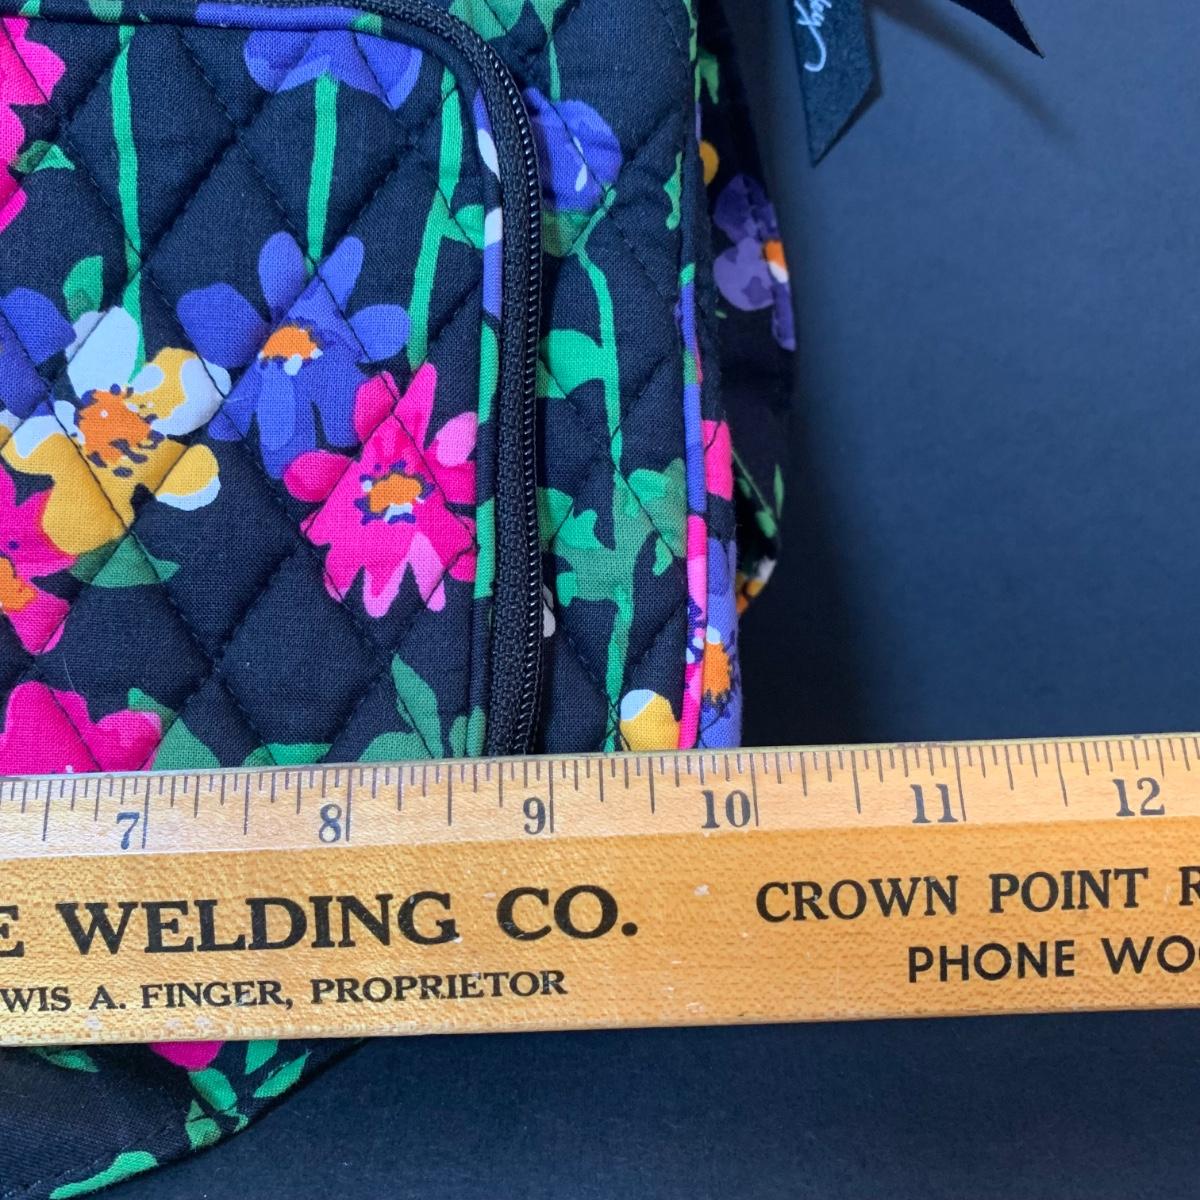 7 8 9 10 11 12
E WELDING CO.
WIS A. FINGER, PROPRIETOR
CROWN POINT R
PHONE WO